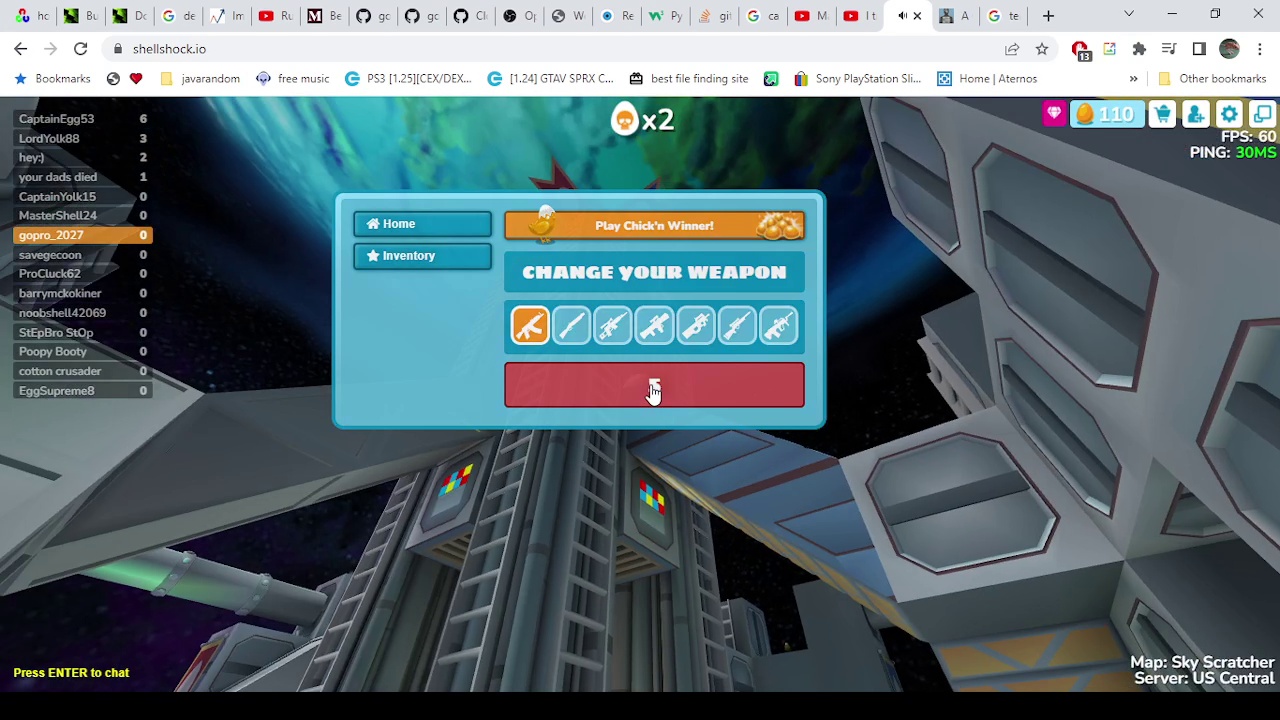 hc
Bu
Dc
de
Im
Ru
Be
gc
gc
Cl
Op
W
Re
Py
git
ca
M
I t
A
te
shellshock.io
13
Bookmarks
javarandom
free music
PS3 [1.25](CEX/DEX...
[1.24] GTAV SPRX C...
best file finding site
Sony PlayStation Sli...
Home | Aternos
»
Other bookmarks
CaptainEgg53 6
LordYolk88 3
hey:) 2
your dads died 1
CaptainYolk15 0
MasterShell24 0
gopro_2027 0
savegecoon 0
ProCluck62 0
barrymckokiner 0
noobshell42069 0
StEpBro StOp 0
Poopy Booty 0
cotton crusader 0
EggSupreme8 0
x2
110
FPS: 60
PING: 30MS
Home
Inventory
Play Chick'n Winner!
CHANGE YOUR WEAPON
Press ENTER to chat
Map: Sky Scratcher
Server: US Central